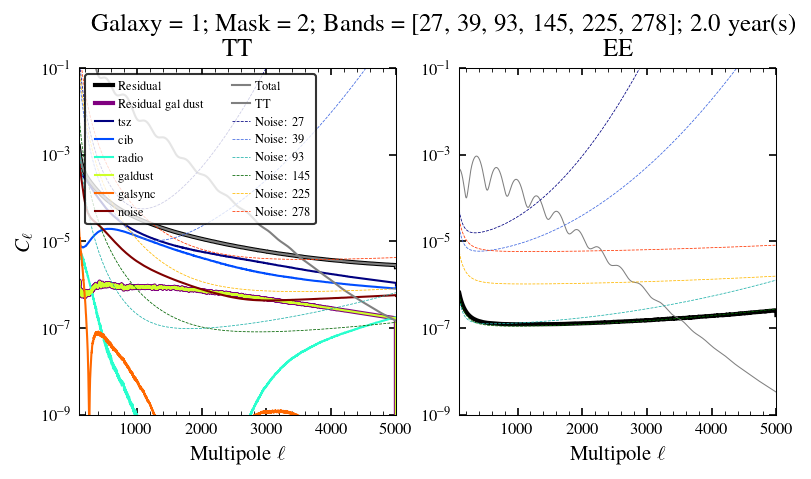 Galaxy = 1; Mask = 2; Bands = [27, 39, 93, 145, 225, 278]; 2.0 year(s)
TT
EE
Residual
Residual gal dust
tsz
cib
radio
galdust
galsync
noise
Total
TT
Noise: 27
Noise: 39
Noise: 93
Noise: 145
Noise: 225
Noise: 278
C_ℓ
10^−1
10^−3
10^−5
10^−7
10^−9
1000 2000 3000 4000 5000
Multipole ℓ
10^−1
10^−3
10^−5
10^−7
10^−9
1000 2000 3000 4000 5000
Multipole ℓ